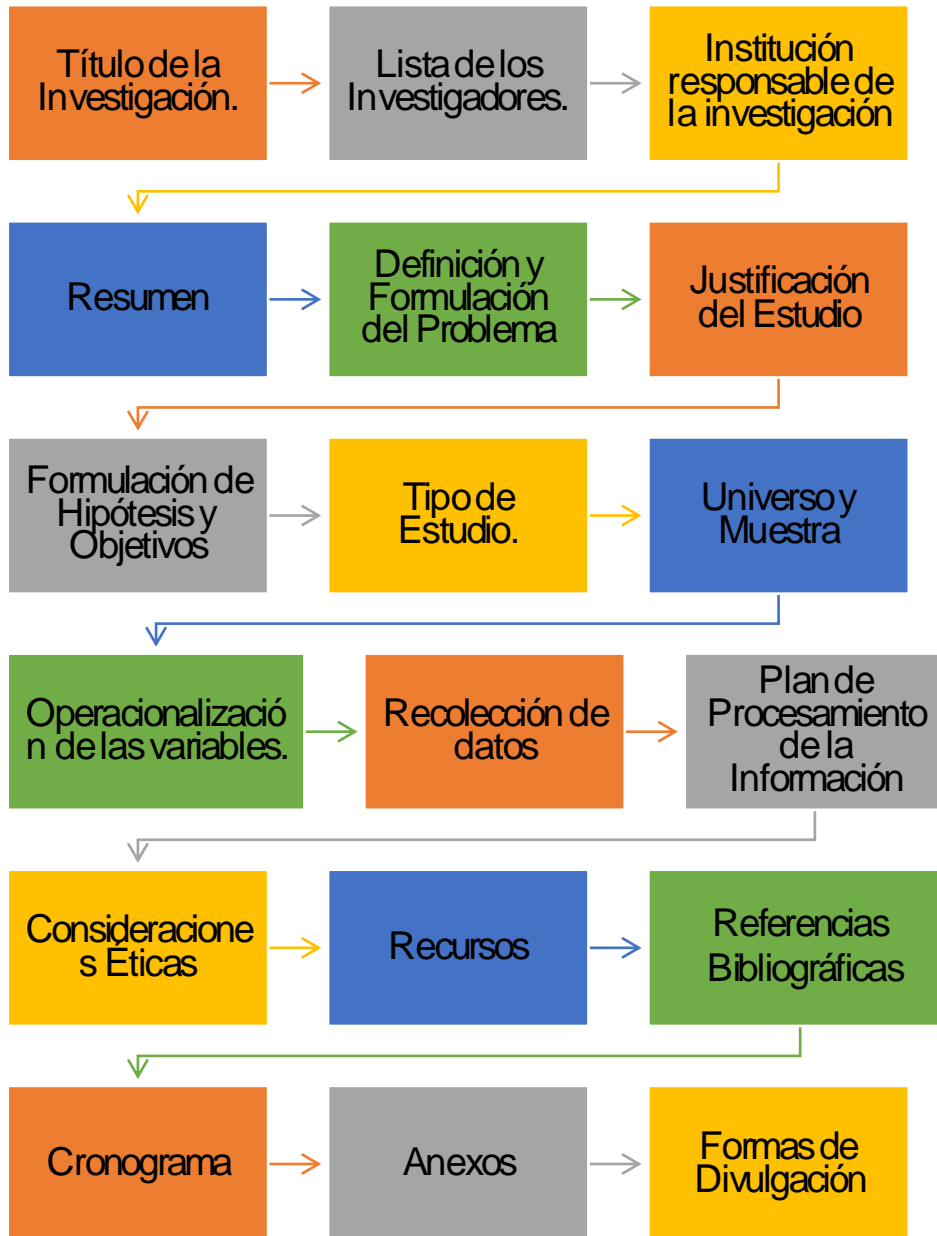 Título de la
Investigación.
Lista de los
Investigadores.
Institución
responsable de
la investigación
Resumen
Definición y
Formulación
del Problema
Justificación
del Estudio
Formulación de
Hipótesis y
Objetivos
Tipo de
Estudio.
Universo y
Muestra
Operacionalizació
n de las variables.
Recolección de
datos
Plan de
Procesamiento
de la
Información
Consideracione
s Éticas
Recursos
Referencias
Bibliográficas
Cronograma
Anexos
Formas de
Divulgación